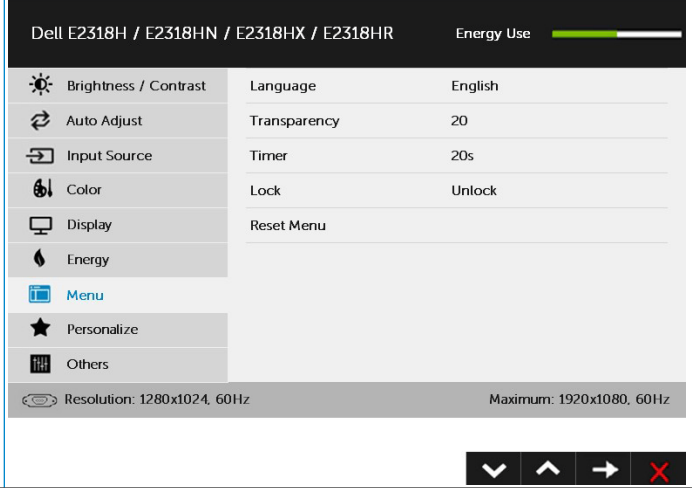 Dell E2318H / E2318HN / E2318HX / E2318HR Energy Use
Brightness / Contrast Language English
Auto Adjust Transparency 20
Input Source Timer 20s
Color Lock Unlock
Display Reset Menu
Energy
Menu
Personalize
Others
Resolution: 1280x1024, 60Hz Maximum: 1920x1080, 60Hz